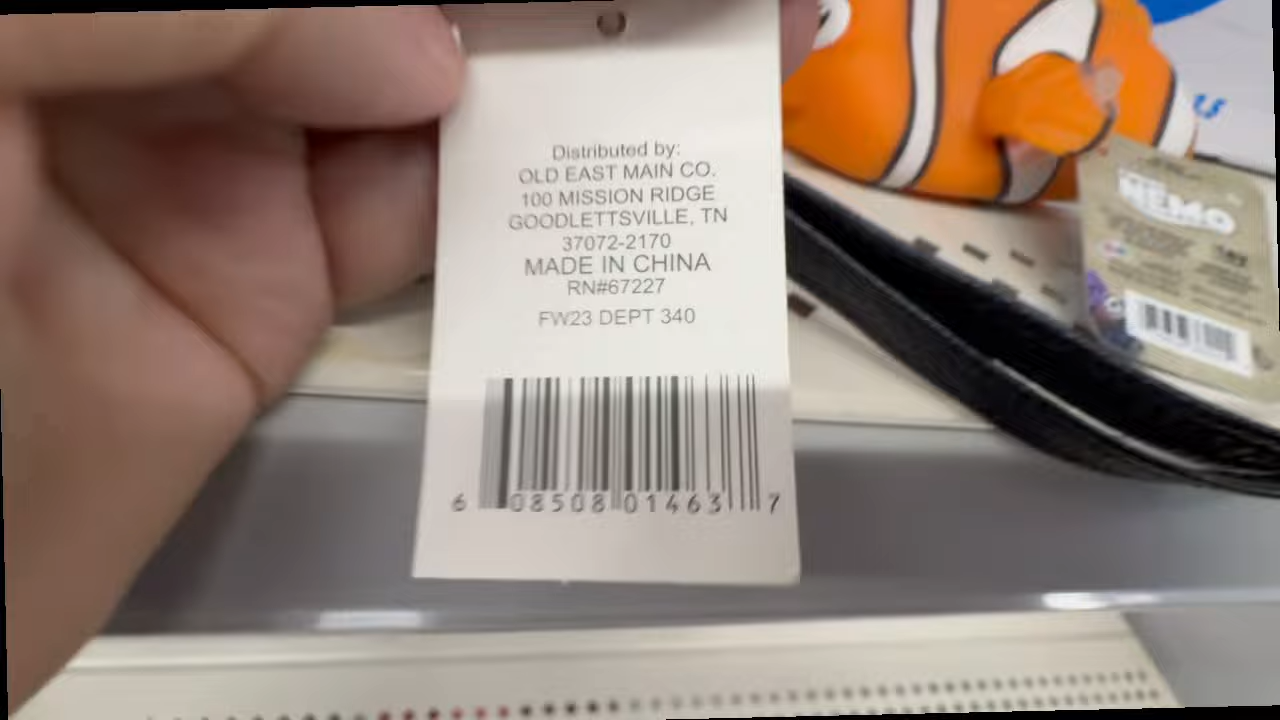 Distributed by:
OLD EAST MAIN CO.
100 MISSION RIDGE
GOODLETTSVILLE, TN
37072-2170
MADE IN CHINA
RN#67227
FW23 DEPT 340
6 08508 01463 7
NEMO